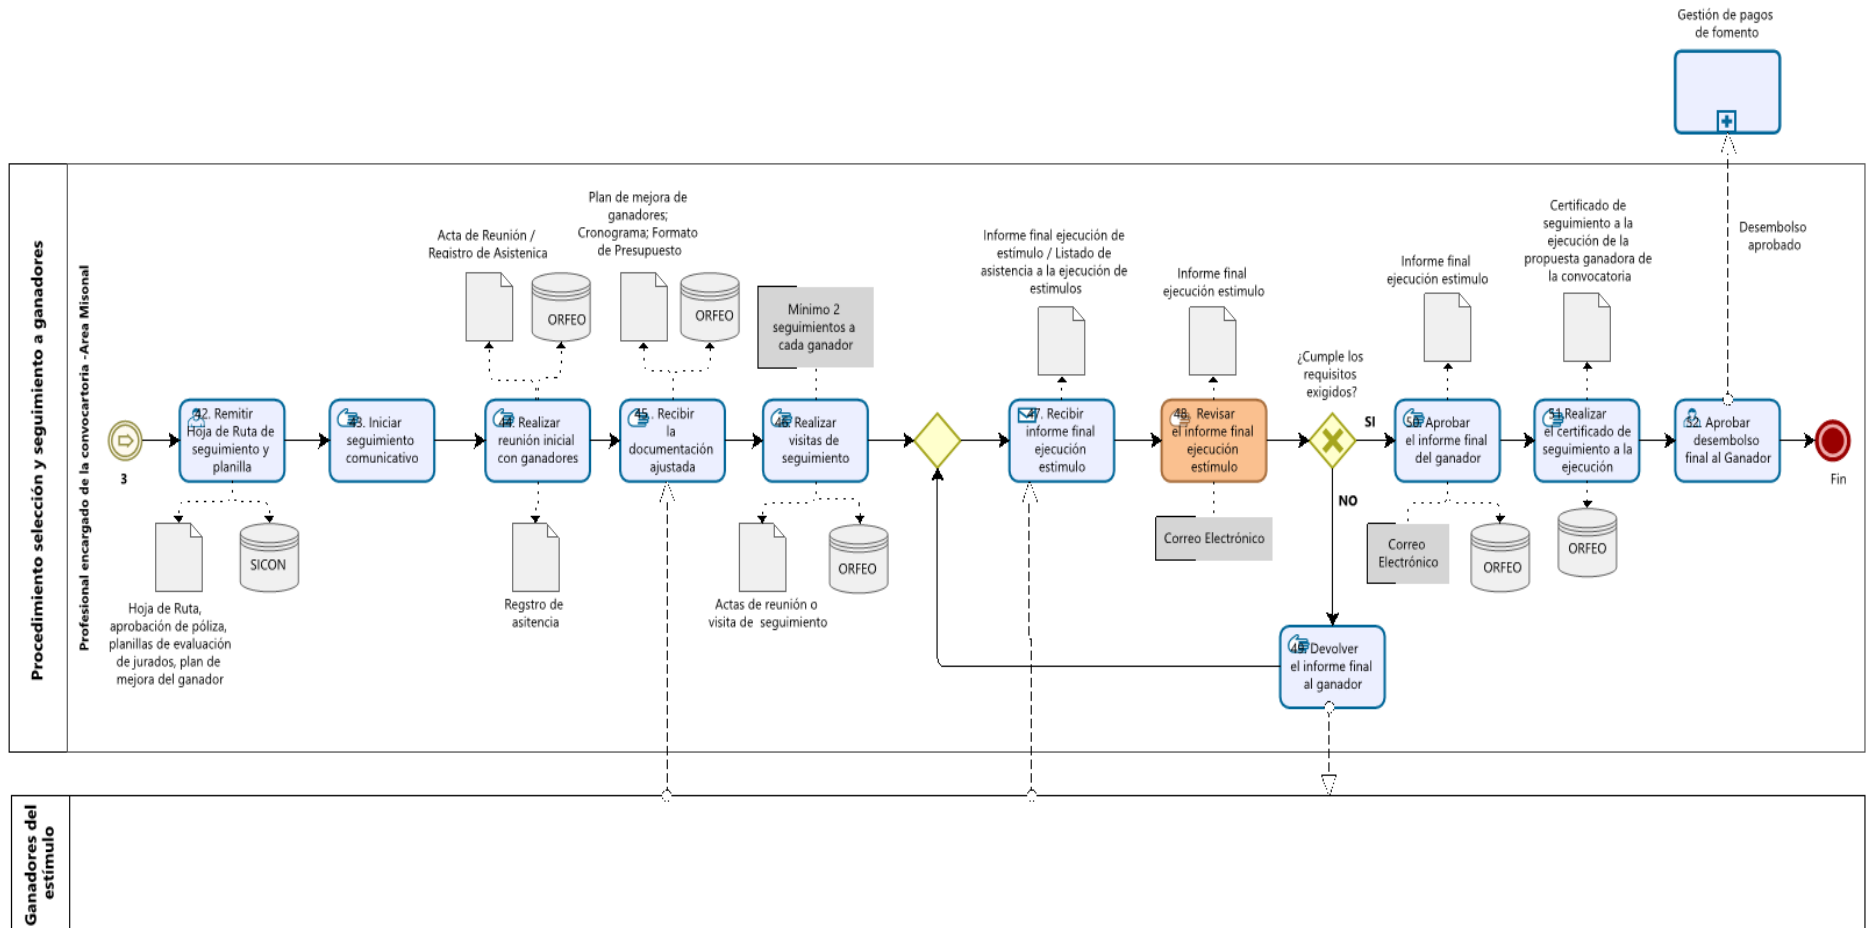 Gestión de pagos
de fomento
Procedimiento selección y seguimiento a ganadores
Profesional encargado de la convocartoria -Area Misonal
3
42. Remitir
Hoja de Ruta de
seguimiento y
planilla
Hoja de Ruta,
aprobación de póliza,
planillas de evaluación
de jurados, plan de
mejora del ganador
SICON
43. Iniciar
seguimiento
comunicativo
Acta de Reunión /
Registro de Asistenica
ORFEO
44. Realizar
reunión inicial
con ganadores
Regstro de
asitencia
Plan de mejora de
ganadores;
Cronograma; Formato
de Presupuesto
ORFEO
45. . Recibir
la
documentación
ajustada
Minimo 2
seguimientos a
cada ganador
46. Realizar
visitas de
seguimiento
Actas de reunión o
visita de seguimiento
ORFEO
Informe final ejecución de
estímulo / Listado de
asistencia a la ejecución de
estimulos
47. Recibir
informe final
ejecución
estimulo
Informe final
ejecución estimulo
48. Revisar
el informe final
ejecución
estímulo
Correo Electrónico
¿Cumple los
requisitos
exigidos?
SI
NO
49. Devolver
el informe final
al ganador
Informe final
ejecución estimulo
50. Aprobar
el informe final
del ganador
Correo
Electrónico
ORFEO
Certificado de
seguimiento a la
ejecución de la
propuesta ganadora de
la convocatoria
51.Realizar
el certificado de
seguimiento a la
ejecución
ORFEO
Desembolso
aprobado
52. Aprobar
desembolso
final al Ganador
Fin
Ganadores del
estímulo